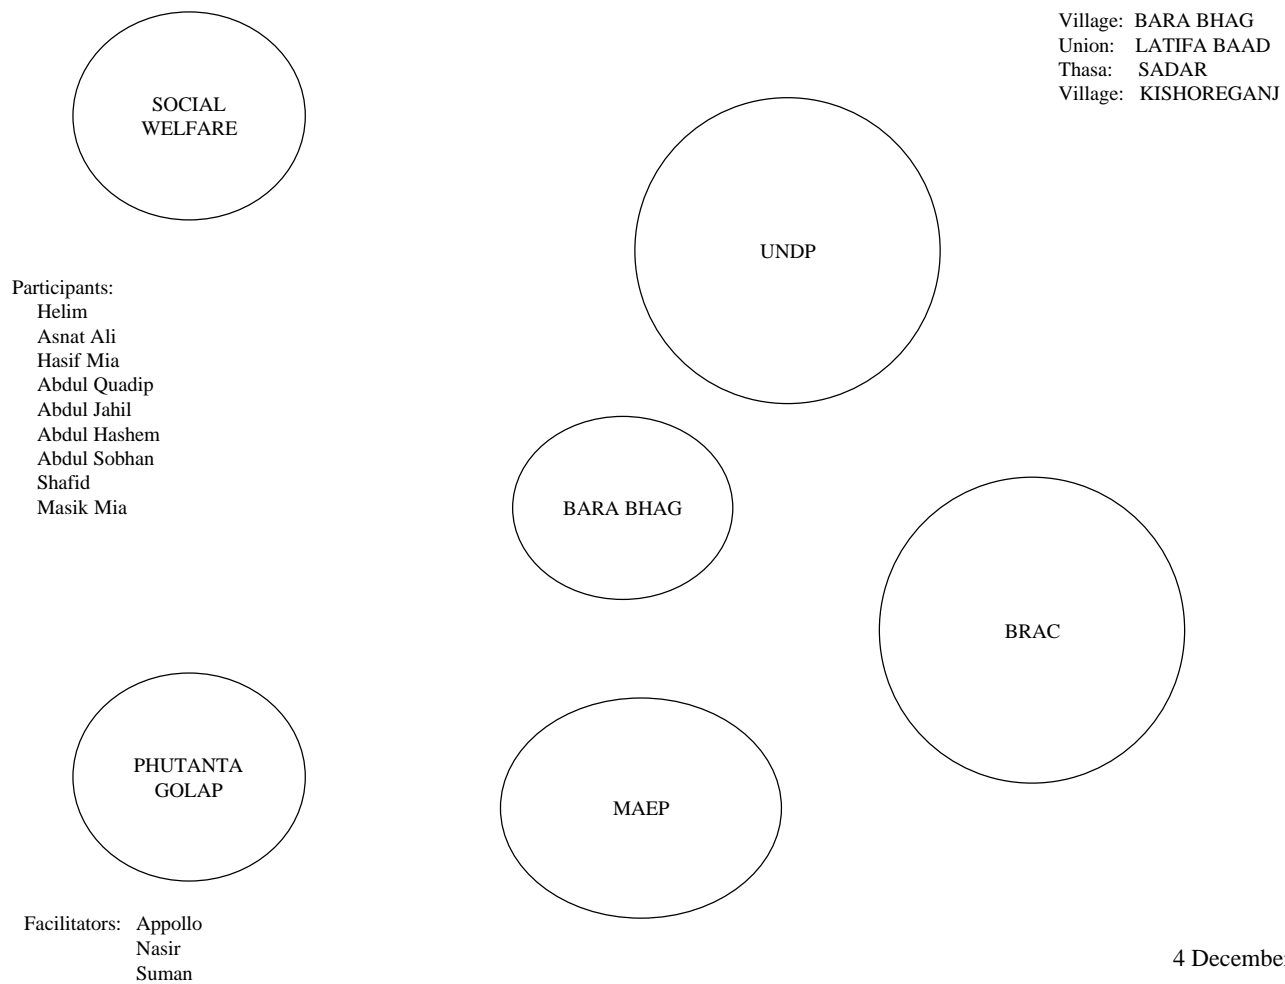 Village: BARA BHAG
Union: LATIFA BAAD
Thasa: SADAR
Village: KISHOREGANJ
SOCIAL
WELFARE
UNDP
Participants:
Helim
Asnat Ali
Hasif Mia
Abdul Quadip
Abdul Jahil
Abdul Hashem
Abdul Sobhan
Shafid
Masik Mia
BARA BHAG
BRAC
PHUTANTA
GOLAP
MAEP
Facilitators: Appollo
Nasir
Suman
4 December